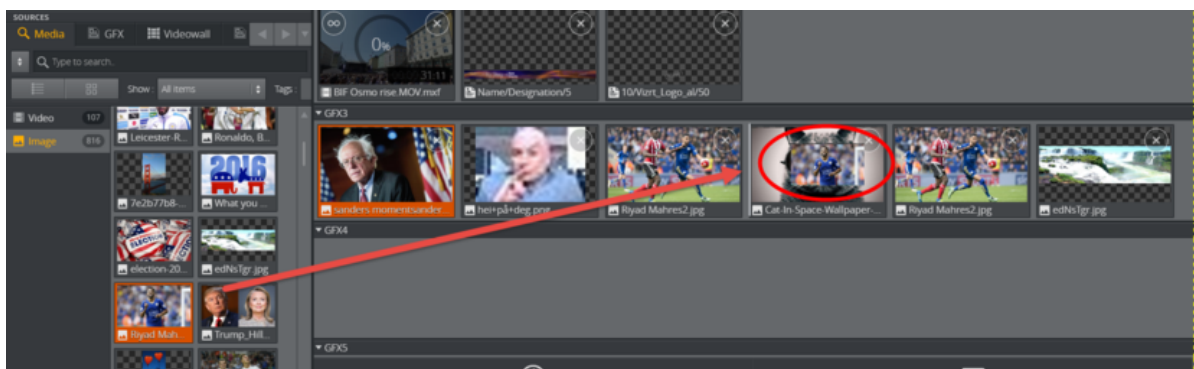 SOURCES
Media
GFX
Videowall
Type to search.
Show: All items
Tags:
Video 107
Image 816
Leicester-R...
Ronaldo, B...
7e2b77b8-...
2016
What you ...
ELECTION
election-20...
edNsTgr.jpg
Riyad Mah...
Trump_Hill...
0%
31:11
BIF Osmo rise.MOV.mxf
Name/Designation/5
10/Vizrt_Logo_al/50
GFX3
sanders momentsander...
hei+på+deg.png
Riyad Mahres2.jpg
Cat-In-Space-Wallpaper-...
Riyad Mahres2.jpg
edNsTgr.jpg
GFX4
GFX5